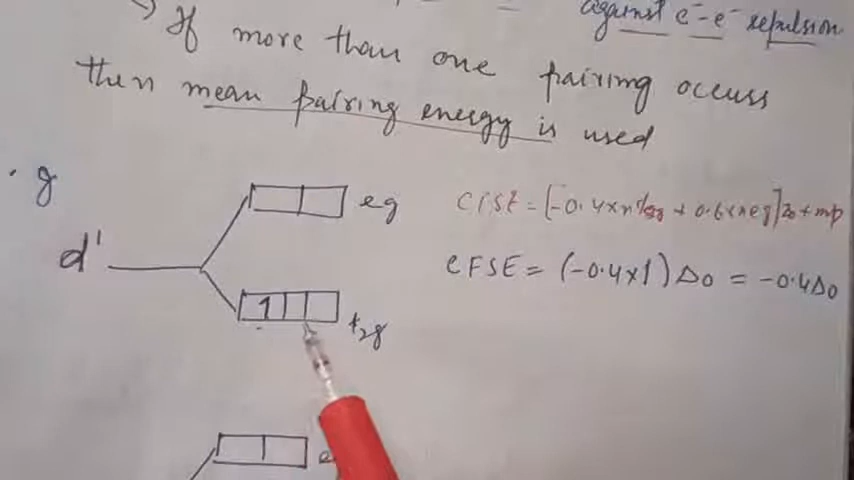 against e⁻-e⁻ repulsion
→ If more than one pairing occurs
then mean pairing energy is used
eg
CFSE = [-0.4×n t2g + 0.6×n eg]Δo + mp
. g
d¹
CFSE = (-0.4×1) Δo = -0.4Δo
1
t2g
e